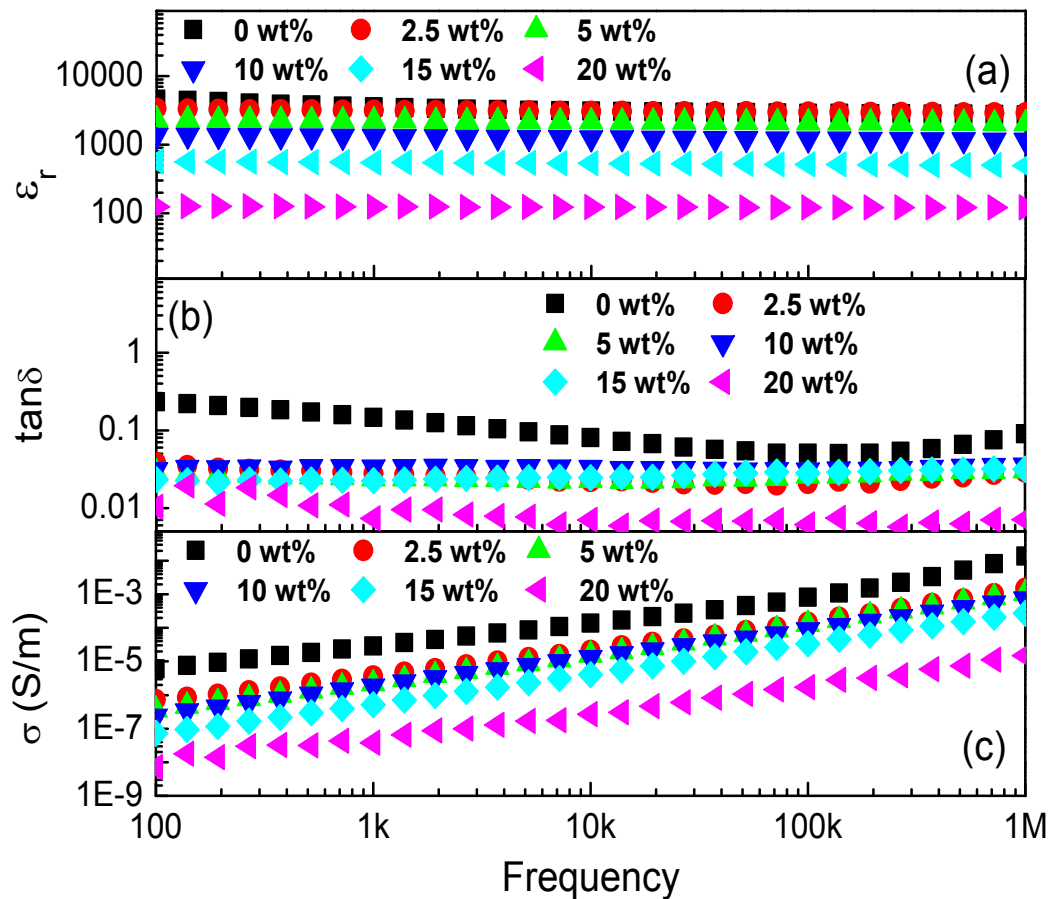 0 wt% 2.5 wt% 5 wt%
10 wt% 15 wt% 20 wt%
(a)
10000
1000
100
εr
(b)
0 wt% 2.5 wt%
5 wt% 10 wt%
15 wt% 20 wt%
1
0.1
0.01
tanδ
0 wt% 2.5 wt% 5 wt%
10 wt% 15 wt% 20 wt%
1E-3
1E-5
1E-7
1E-9
σ (S/m)
(c)
100 1k 10k 100k 1M
Frequency